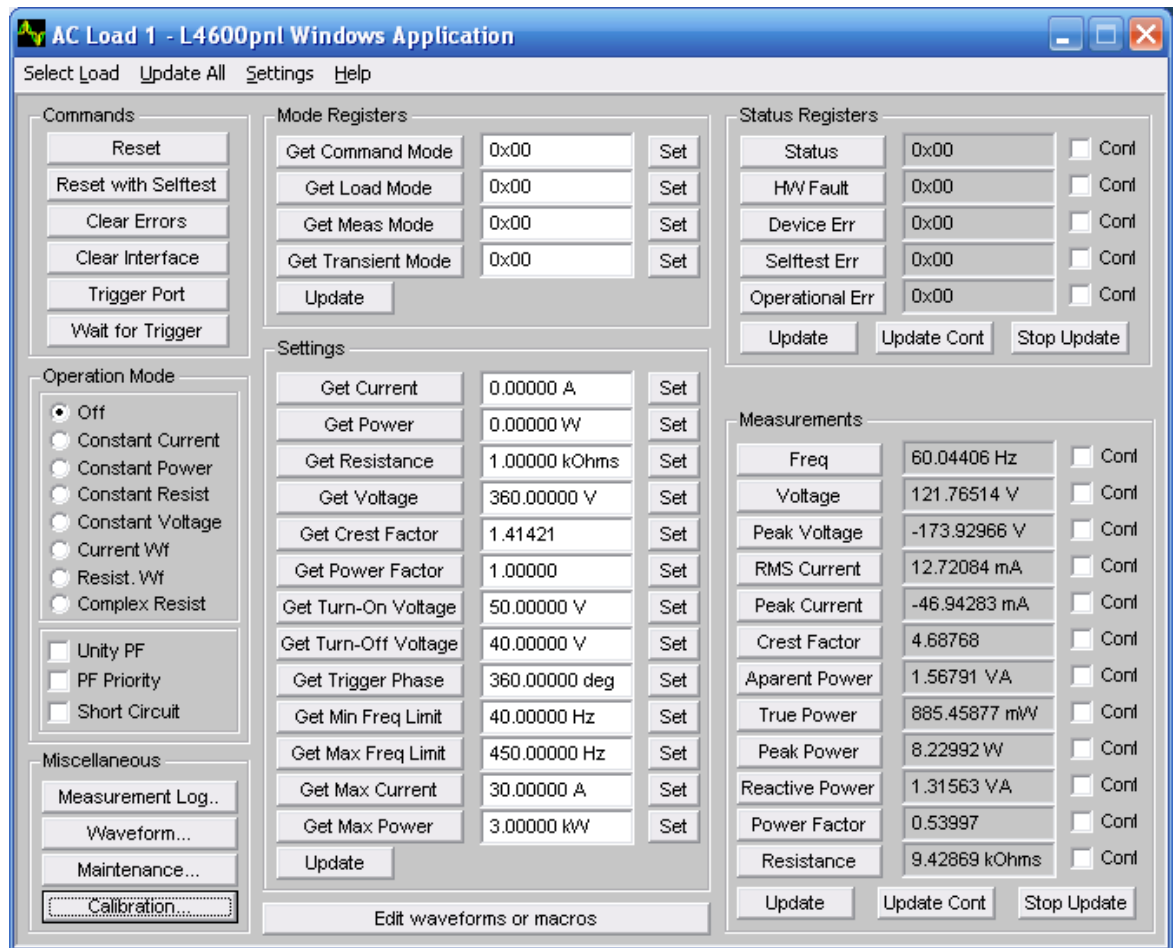 AC Load 1 - L4600pnl Windows Application
Select Load Update All Settings Help
Commands
Reset
Reset with Selftest
Clear Errors
Clear Interface
Trigger Port
Wait for Trigger
Operation Mode
Off
Constant Current
Constant Power
Constant Resist
Constant Voltage
Current Wf
Resist. Wf
Complex Resist
Unity PF
PF Priority
Short Circuit
Miscellaneous
Measurement Log..
Waveform...
Maintenance...
Calibration...
Mode Registers
Get Command Mode 0x00 Set
Get Load Mode 0x00 Set
Get Meas Mode 0x00 Set
Get Transient Mode 0x00 Set
Update
Settings
Get Current 0.00000 A Set
Get Power 0.00000 W Set
Get Resistance 1.00000 kOhms Set
Get Voltage 360.00000 V Set
Get Crest Factor 1.41421 Set
Get Power Factor 1.00000 Set
Get Turn-On Voltage 50.00000 V Set
Get Turn-Off Voltage 40.00000 V Set
Get Trigger Phase 360.00000 deg Set
Get Min Freq Limit 40.00000 Hz Set
Get Max Freq Limit 450.00000 Hz Set
Get Max Current 30.00000 A Set
Get Max Power 3.00000 kW Set
Update
Edit waveforms or macros
Status Registers
Status 0x00 Cont
HW Fault 0x00 Cont
Device Err 0x00 Cont
Selftest Err 0x00 Cont
Operational Err 0x00 Cont
Update Update Cont Stop Update
Measurements
Freq 60.04406 Hz Cont
Voltage 121.76514 V Cont
Peak Voltage -173.92966 V Cont
RMS Current 12.72084 mA Cont
Peak Current -46.94283 mA Cont
Crest Factor 4.68768 Cont
Aparent Power 1.56791 VA Cont
True Power 885.45877 mW Cont
Peak Power 8.22992 W Cont
Reactive Power 1.31563 VA Cont
Power Factor 0.53997 Cont
Resistance 9.42869 kOhms Cont
Update Update Cont Stop Update